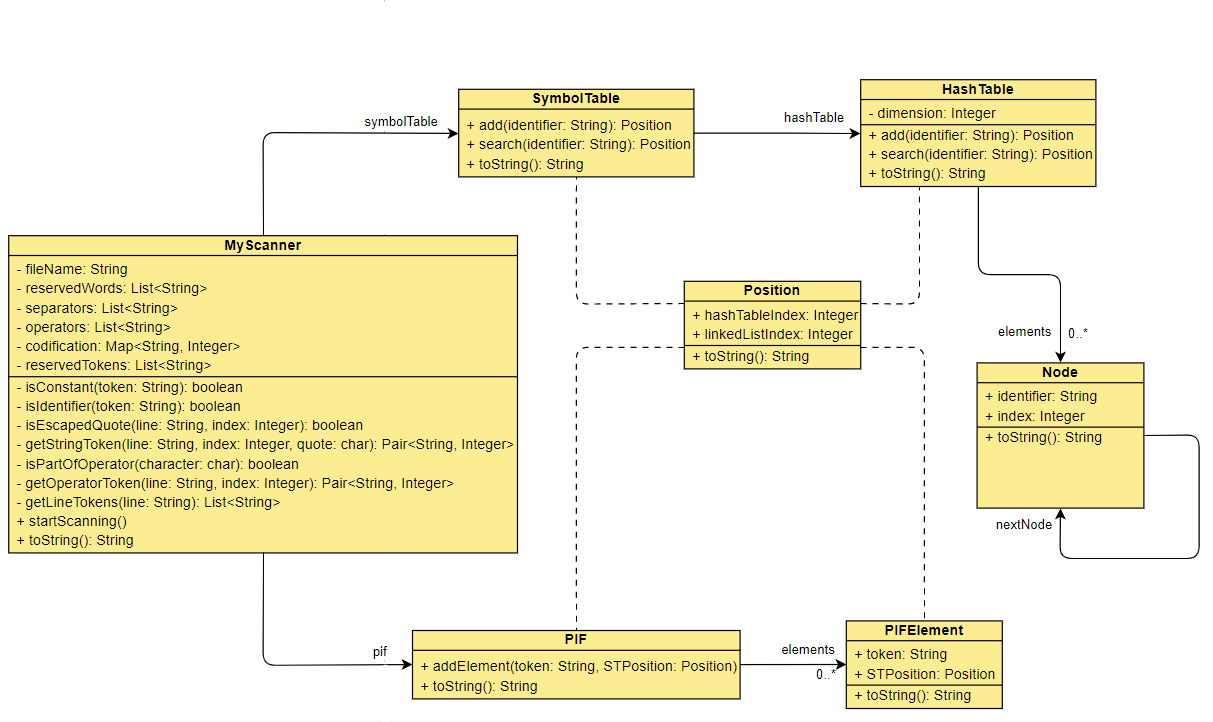 SymbolTable
+ add(identifier: String): Position
+ search(identifier: String): Position
+ toString(): String
symbolTable
hashTable
HashTable
- dimension: Integer
+ add(identifier: String): Position
+ search(identifier: String): Position
+ toString(): String
MyScanner
- fileName: String
- reservedWords: List<String>
- separators: List<String>
- operators: List<String>
- codification: Map<String, Integer>
- reservedTokens: List<String>
- isConstant(token: String): boolean
- isIdentifier(token: String): boolean
- isEscapedQuote(line: String, index: Integer): boolean
- getStringToken(line: String, index: Integer, quote: char): Pair<String, Integer>
- isPartOfOperator(character: char): boolean
- getOperatorToken(line: String, index: Integer): Pair<String, Integer>
- getLineTokens(line: String): List<String>
+ startScanning()
+ toString(): String
Position
+ hashTableIndex: Integer
+ linkedListIndex: Integer
+ toString(): String
elements
0..*
Node
+ identifier: String
+ index: Integer
+ toString(): String
nextNode
pif
PIF
+ addElement(token: String, STPosition: Position)
+ toString(): String
elements
0..*
PIFElement
+ token: String
+ STPosition: Position
+ toString(): String